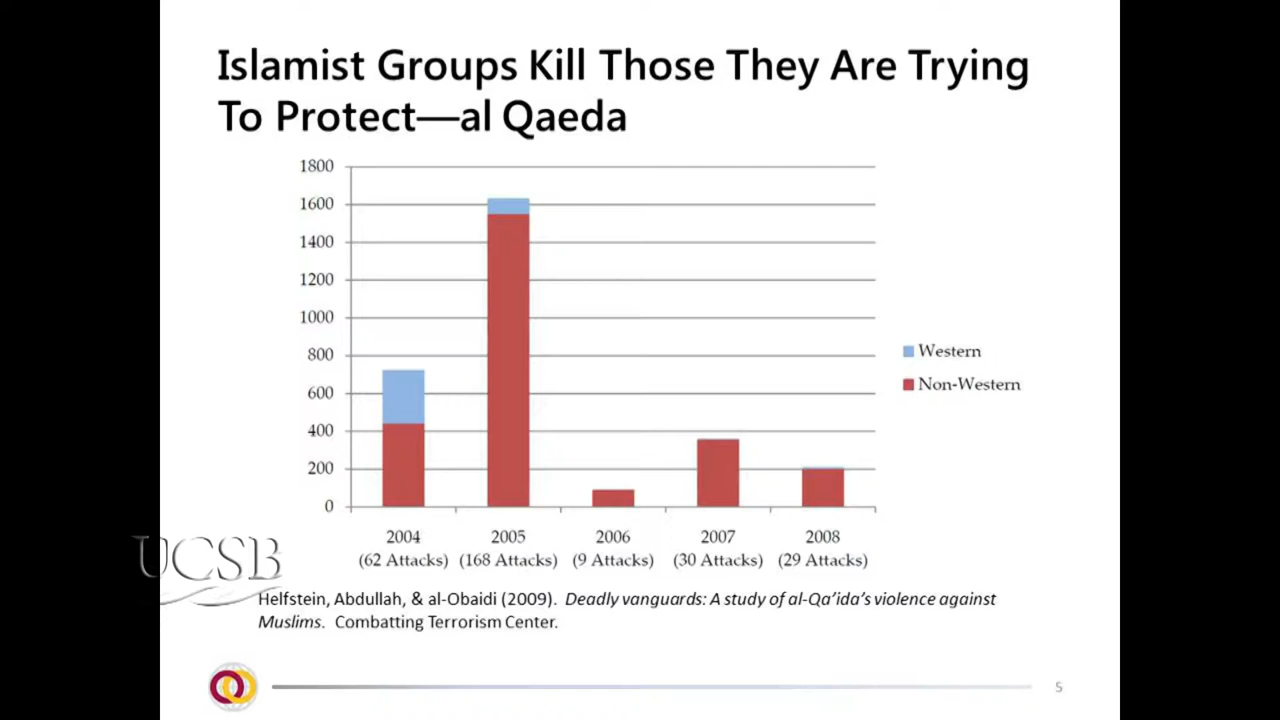 Islamist Groups Kill Those They Are Trying
To Protect—al Qaeda
1800
1600
1400
1200
1000
800
600
400
200
0
Western
Non-Western
2004
(62 Attacks)
2005
(168 Attacks)
2006
(9 Attacks)
2007
(30 Attacks)
2008
(29 Attacks)
UCSB
Helfstein, Abdullah, & al-Obaidi (2009). Deadly vanguards: A study of al-Qa’ida’s violence against
Muslims. Combatting Terrorism Center.
5